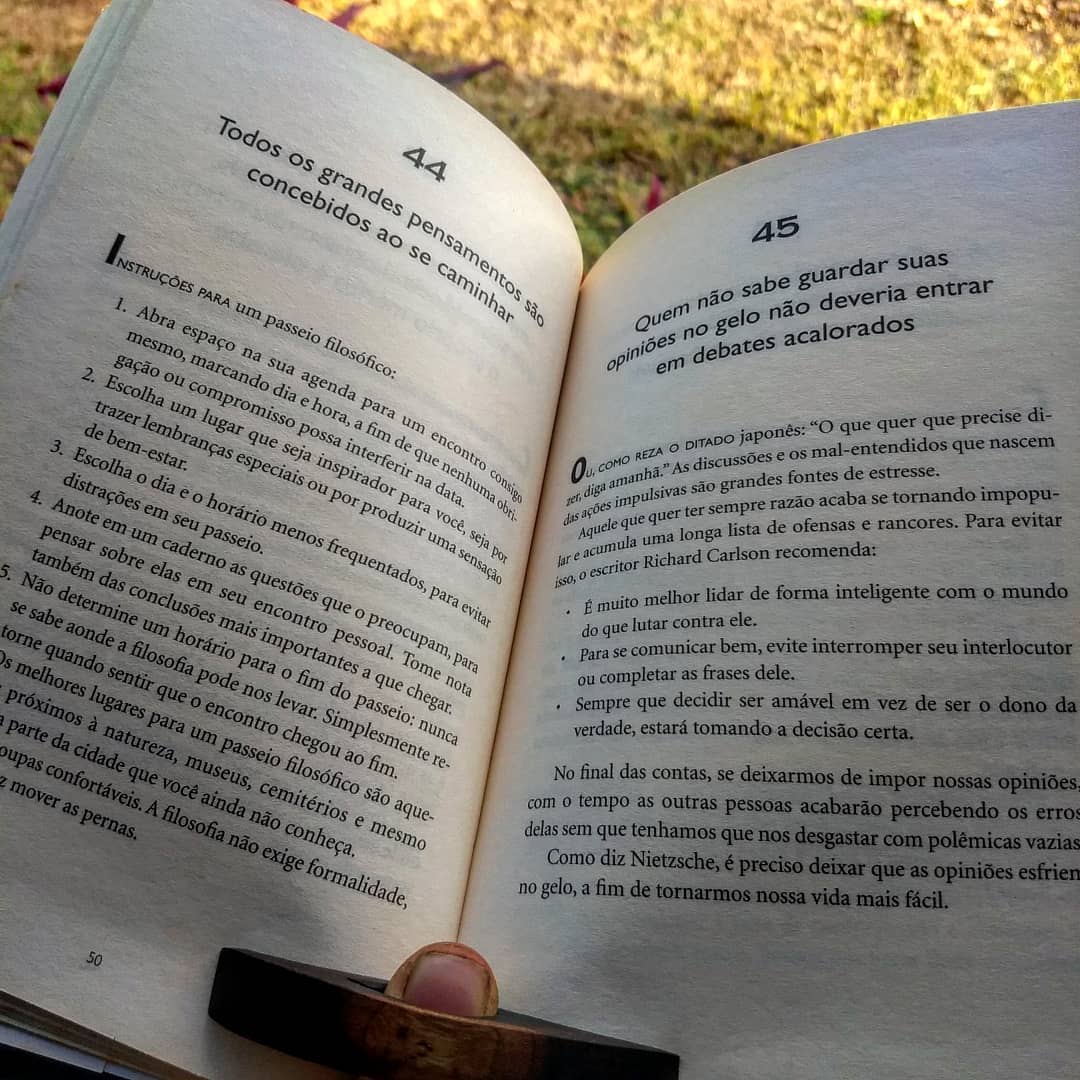 44
Todos os grandes pensamentos são
concebidos ao se caminhar
INSTRUÇÕES PARA um passeio filosófico:
1. Abra espaço na sua agenda para um encontro consigo
mesmo, marcando dia e hora, a fim de que nenhuma obri-
gação ou compromisso possa interferir na data.
2. Escolha um lugar que seja inspirador para você, seja por
trazer lembranças especiais ou por produzir uma sensação
de bem-estar.
3. Escolha o dia e o horário menos frequentados, para evitar
distrações em seu passeio.
4. Anote em um caderno as questões que o preocupam, para
pensar sobre elas em seu encontro pessoal. Tome nota
também das conclusões mais importantes a que chegar.
5. Não determine um horário para o fim do passeio: nunca
se sabe aonde a filosofia pode nos levar. Simplesmente re-
torne quando sentir que o encontro chegou ao fim.
Os melhores lugares para um passeio filosófico são aque-
próximos à natureza, museus, cemitérios e mesmo
parte da cidade que você ainda não conheça.
oupas confortáveis. A filosofia não exige formalidade,
z mover as pernas.
50
45
Quem não sabe guardar suas
opiniões no gelo não deveria entrar
em debates acalorados
OU, COMO REZA O DITADO japonês: “O que quer que precise di-
zer, diga amanhã.” As discussões e os mal-entendidos que nascem
das ações impulsivas são grandes fontes de estresse.
Aquele que quer ter sempre razão acaba se tornando impopu-
lar e acumula uma longa lista de ofensas e rancores. Para evitar
isso, o escritor Richard Carlson recomenda:
• É muito melhor lidar de forma inteligente com o mundo
do que lutar contra ele.
• Para se comunicar bem, evite interromper seu interlocutor
ou completar as frases dele.
• Sempre que decidir ser amável em vez de ser o dono da
verdade, estará tomando a decisão certa.
No final das contas, se deixarmos de impor nossas opiniões,
com o tempo as outras pessoas acabarão percebendo os erros
delas sem que tenhamos que nos desgastar com polêmicas vazias
Como diz Nietzsche, é preciso deixar que as opiniões esfriem
no gelo, a fim de tornarmos nossa vida mais fácil.